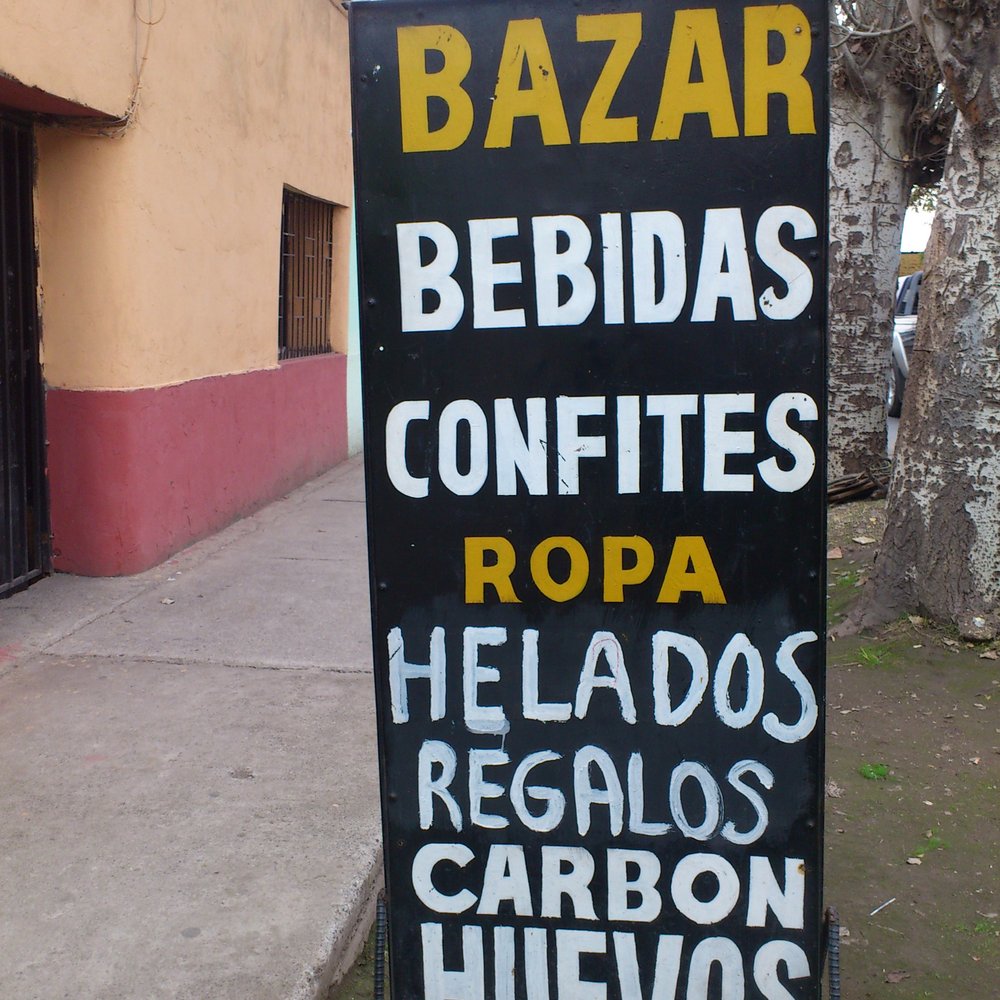 BAZAR
BEBIDAS
CONFITES
ROPA
HELADOS
REGALOS
CARBON
HUEVOS